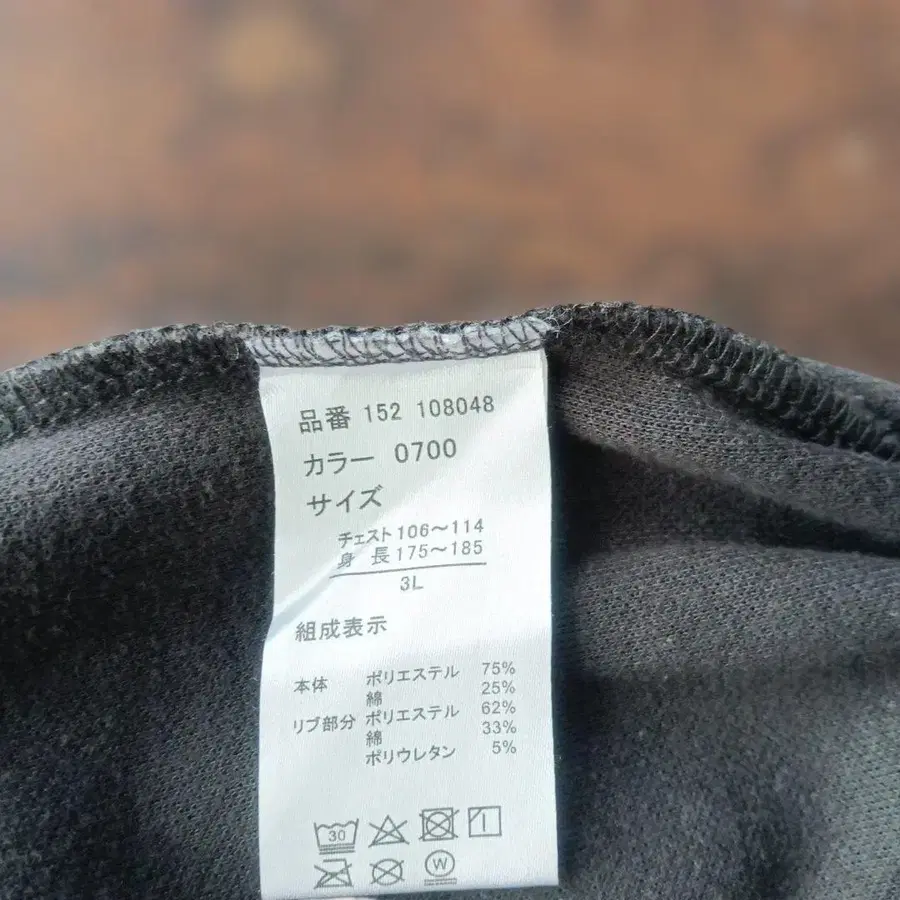 品番 152 108048
カラー 0700
サイズ
チェスト106～114
身 長175～185
3L
組成表示
本体 ポリエステル 75%
綿 25%
リブ部分 ポリエステル 62%
綿 33%
ポリウレタン 5%
30
W